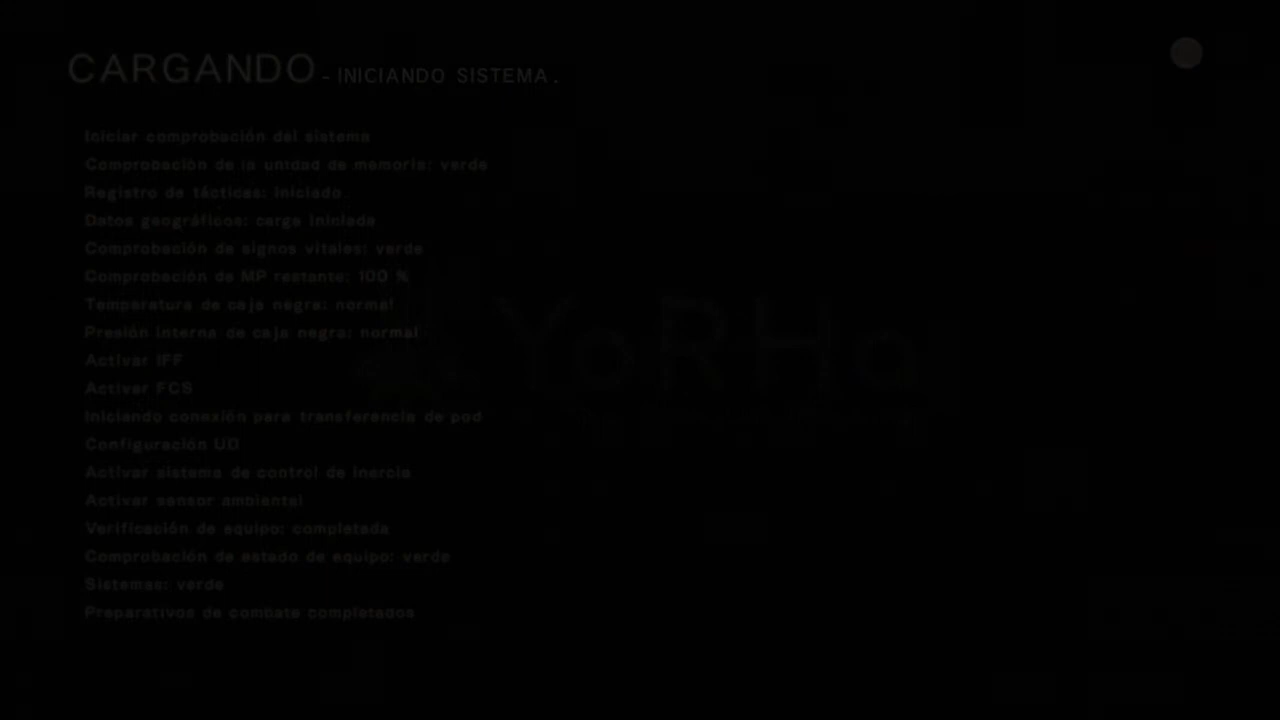 CARGANDO - INICIANDO SISTEMA.
Iniciar comprobación del sistema
Comprobación de la unidad de memoria: verde
Registro de tácticas: iniciado.
Datos geográficos: carga iniciada
Comprobación de signos vitales: verde
Comprobación de MP restante: 100 %
Temperatura de caja negra: normal
Presión interna de caja negra: normal
YoRHa
Activar IFF
Activar FCS
Iniciando conexión para transferencia de pod
Configuración UD
Activar sistema de control de inercia
Activar sensor ambiental
Verificación de equipo: completada
Comprobación de estado de equipo: verde
Sistemas: verde
Preparativos de combate completados